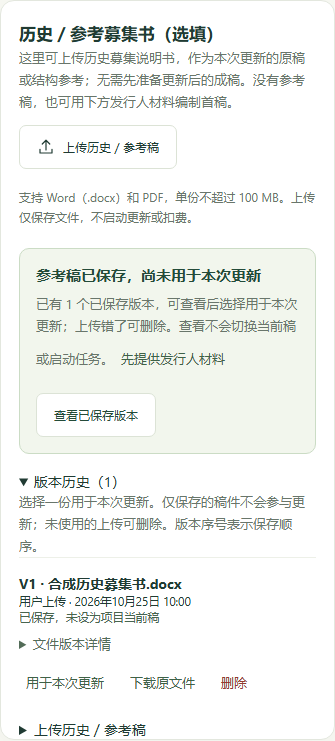 历史 / 参考募集书（选填）
这里可上传历史募集说明书，作为本次更新的原稿
或结构参考；无需先准备更新后的成稿。没有参考
稿，也可用下方发行人材料编制首稿。
上传历史 / 参考稿
支持 Word（.docx）和 PDF，单份不超过 100 MB。上传
仅保存文件，不启动更新或扣费。
参考稿已保存，尚未用于本次更新
已有 1 个已保存版本，可查看后选择用于本次
更新；上传错了可删除。查看不会切换当前稿
或启动任务。 先提供发行人材料
查看已保存版本
▼ 版本历史（1）
选择一份用于本次更新。仅保存的稿件不会参与更
新；未使用的上传可删除。版本序号表示保存顺
序。
V1 · 合成历史募集书.docx
用户上传 · 2026年10月25日 10:00
已保存，未设为项目当前稿
▶ 文件版本详情
用于本次更新 下载原文件 删除
▶ 上传历史 / 参考稿